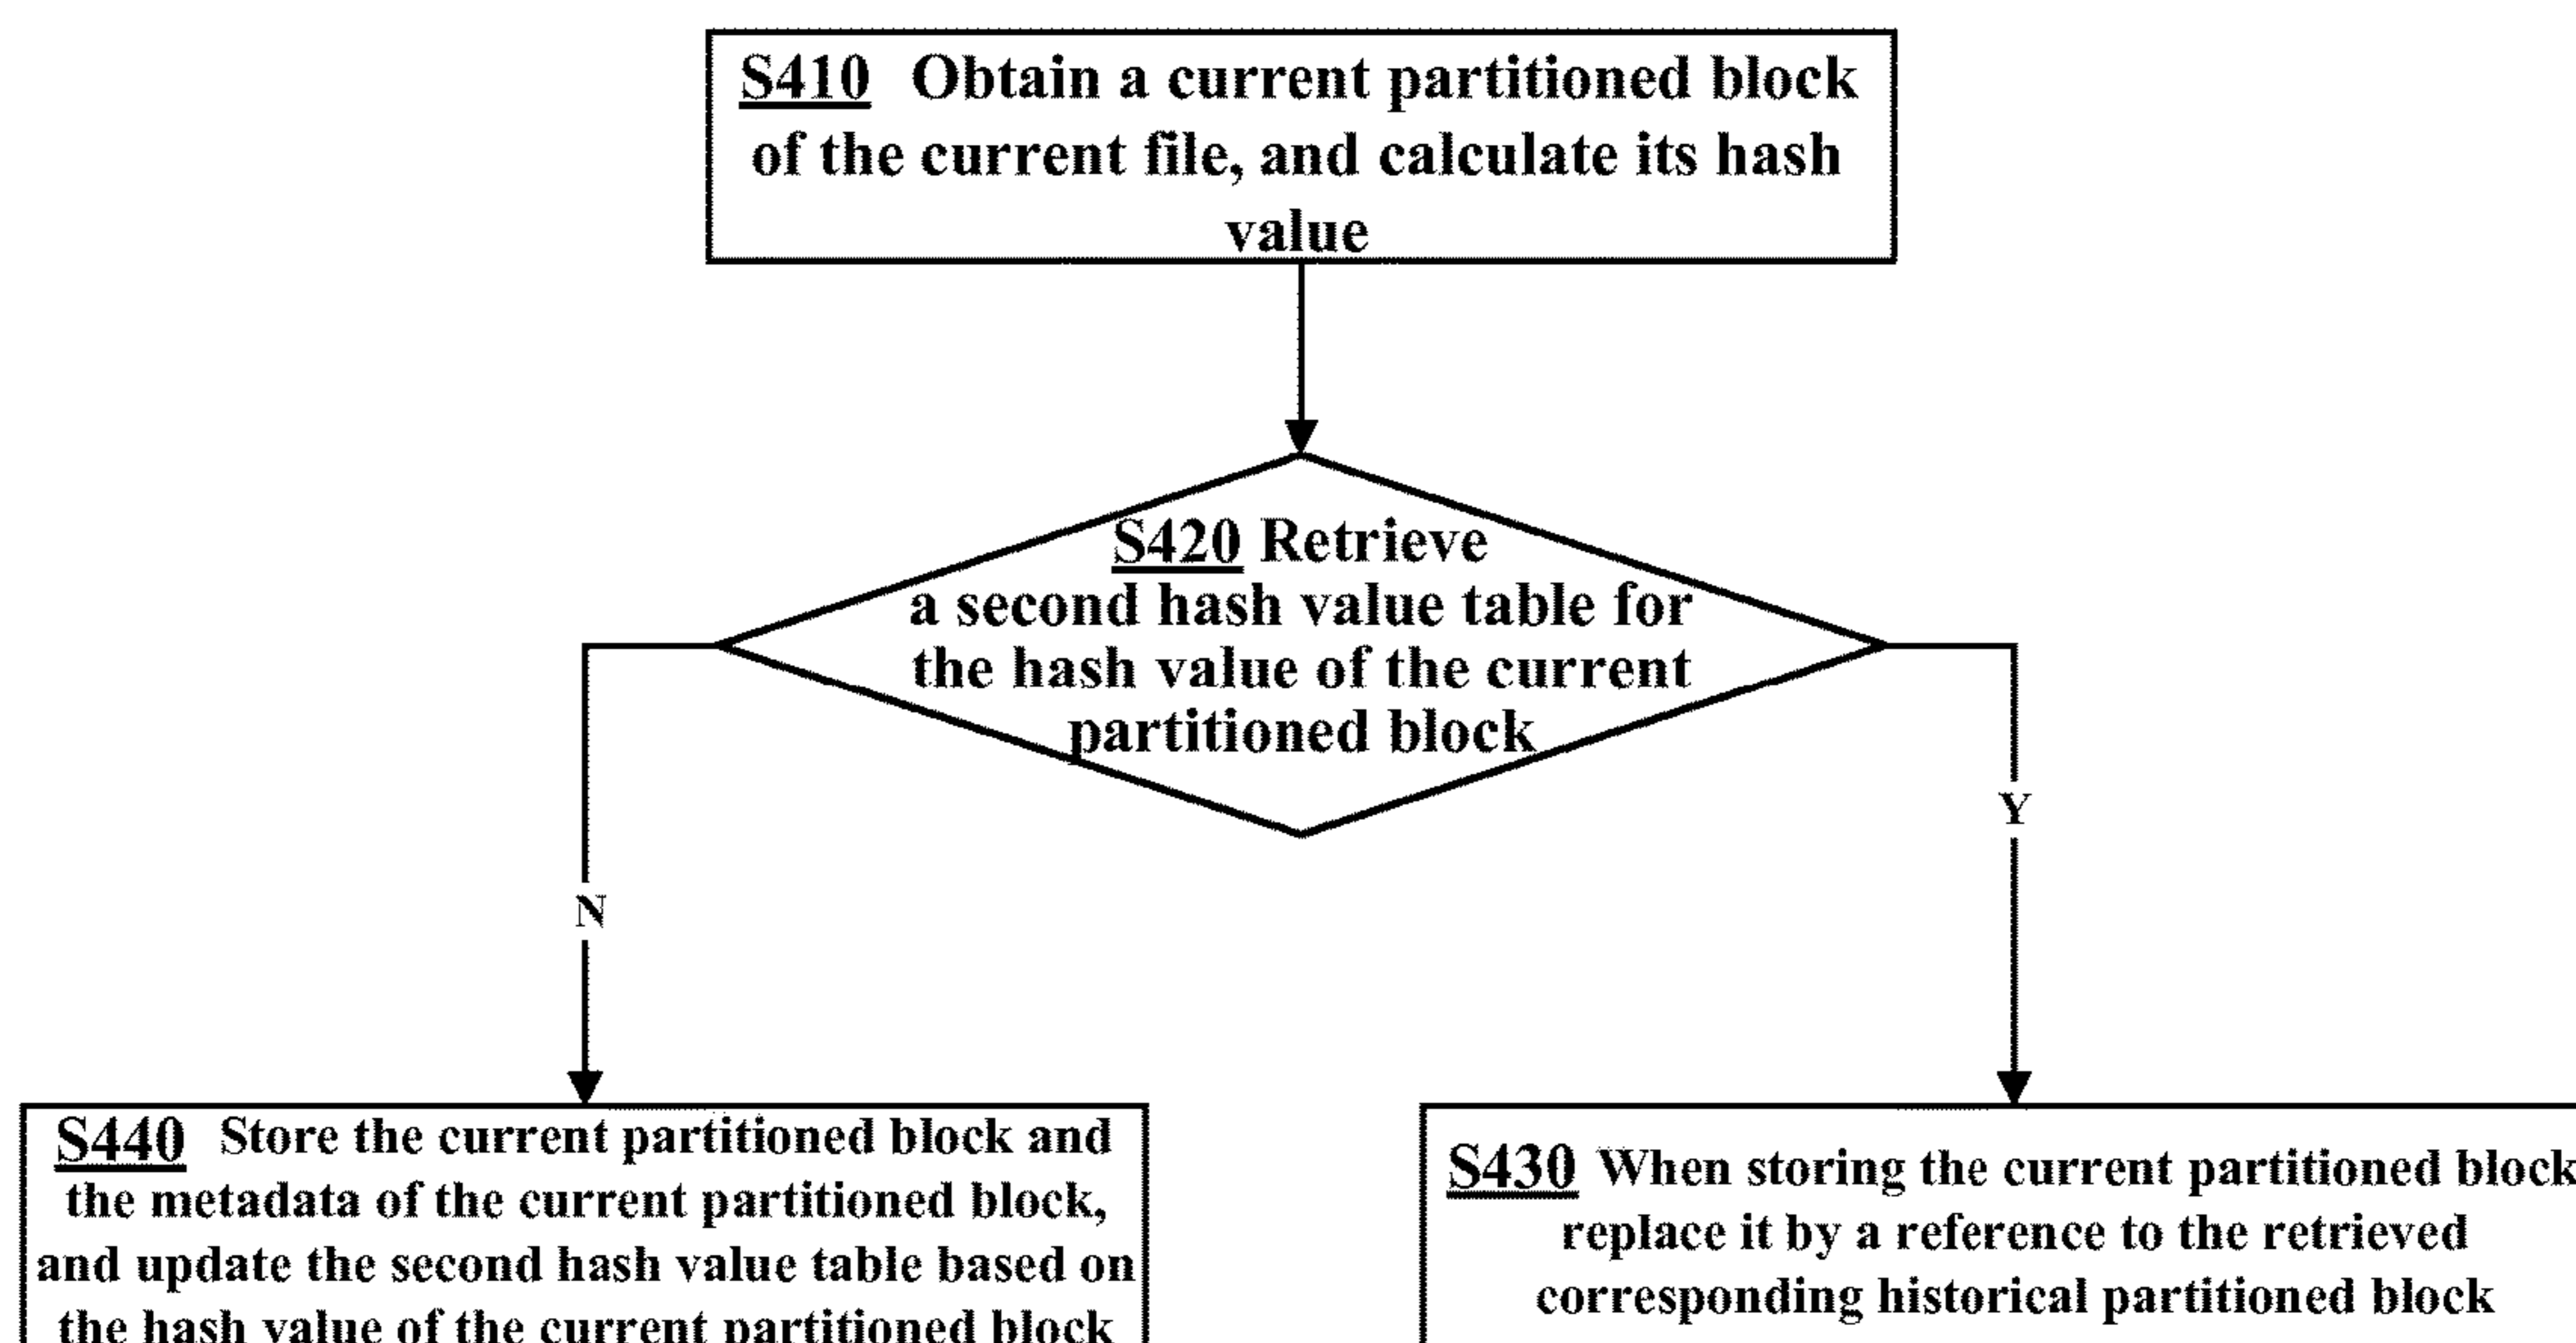 S410 Obtain a current partitioned block
of the current file, and calculate its hash
value
S420 Retrieve
a second hash value table for
the hash value of the current
partitioned block
Y
N
S440 Store the current partitioned block and
the metadata of the current partitioned block,
and update the second hash value table based on
the hash value of the current partitioned block
S430 When storing the current partitioned block
replace it by a reference to the retrieved
corresponding historical partitioned block